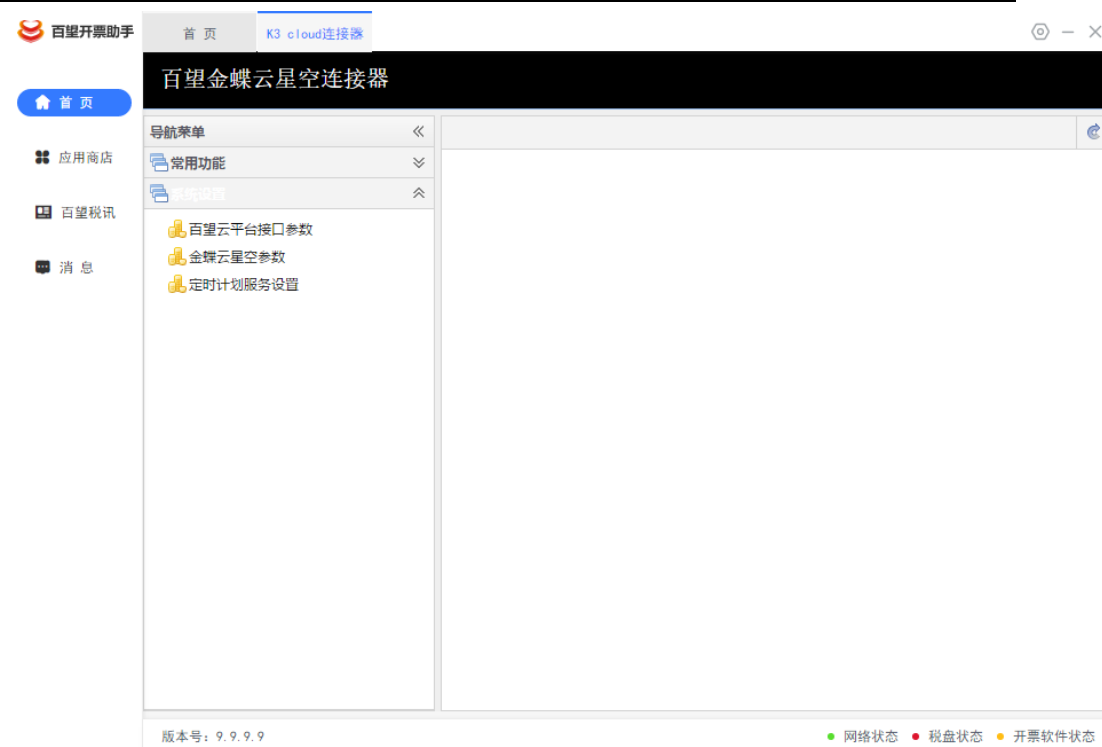 百望开票助手
首 页
K3 cloud连接器
百望金蝶云星空连接器
首 页
应用商店
百望税讯
消 息
导航菜单
常用功能
系统设置
百望云平台接口参数
金蝶云星空参数
定时计划服务设置
版本号：9.9.9.9
网络状态
税盘状态
开票软件状态